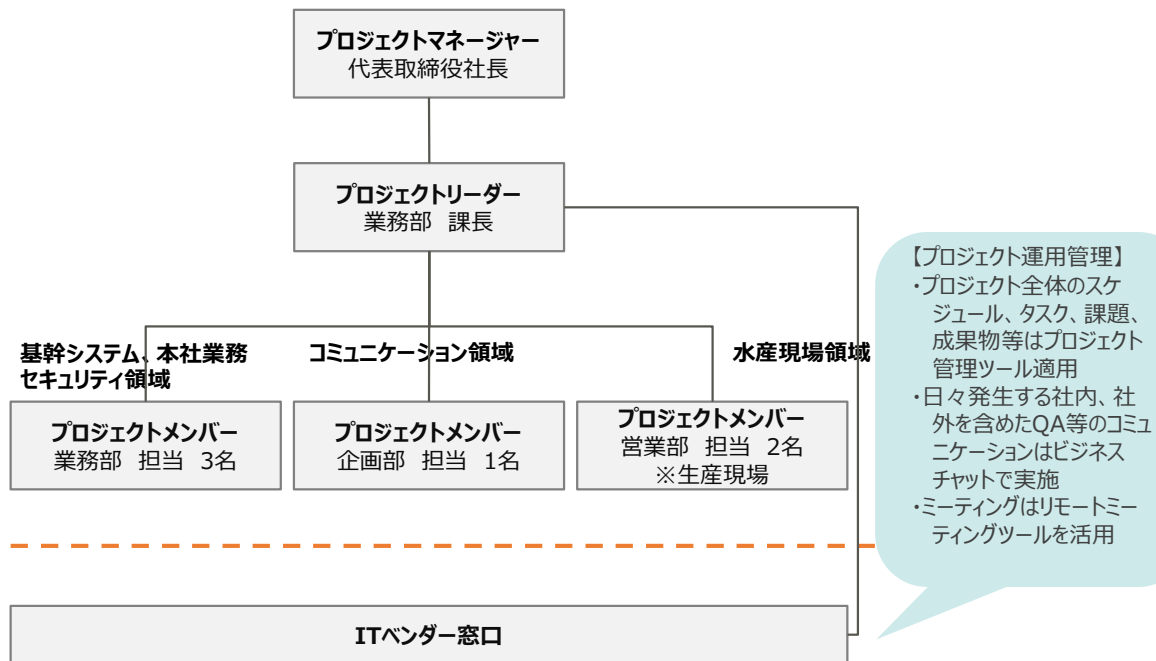 プロジェクトマネージャー
代表取締役社長
プロジェクトリーダー
業務部　課長
基幹システム、本社業務
セキュリティ領域
コミュニケーション領域
水産現場領域
プロジェクトメンバー
業務部　担当　3名
プロジェクトメンバー
企画部　担当　1名
プロジェクトメンバー
営業部　担当　2名
※生産現場
【プロジェクト運用管理】
・プロジェクト全体のスケ
ジュール、タスク、課題、
成果物等はプロジェクト
管理ツール適用
・日々発生する社内、社
外を含めたQA等のコミュ
ニケーションはビジネス
チャットで実施
・ミーティングはリモートミー
ティングツールを活用
ITベンダー窓口